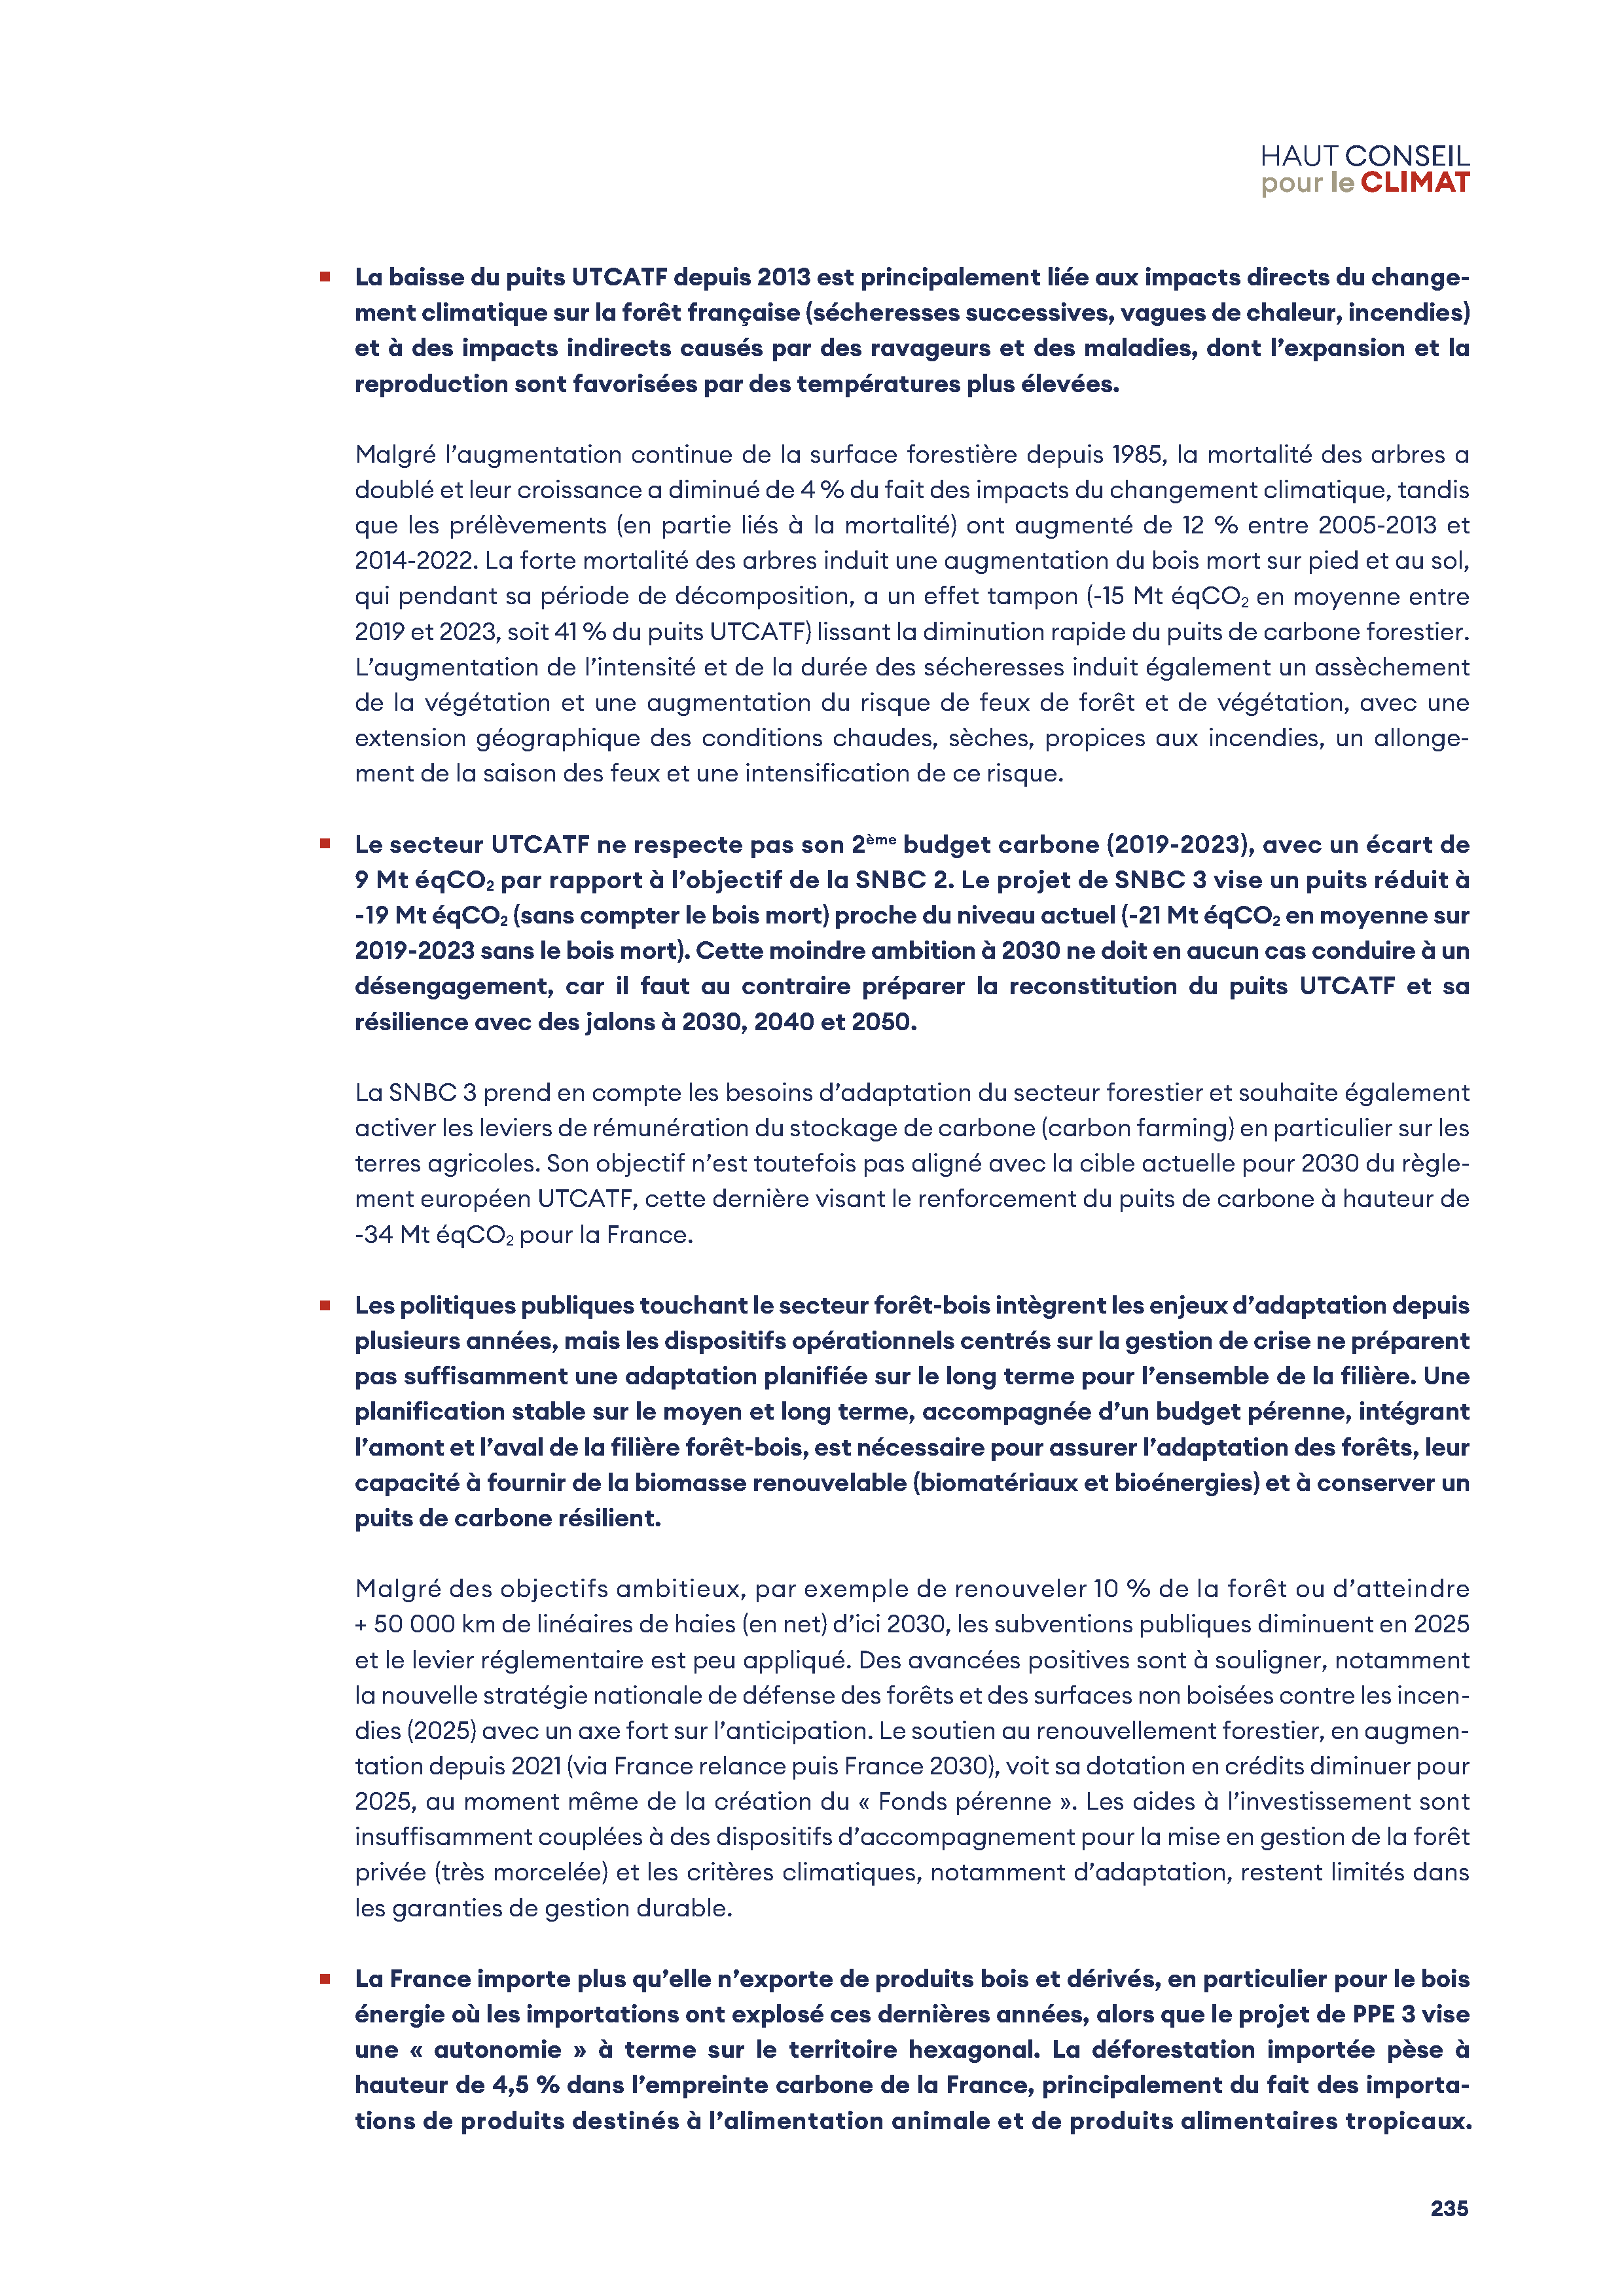 HAUT CONSEIL
pour le CLIMAT
La baisse du puits UTCATF depuis 2013 est principalement liée aux impacts directs du change-
ment climatique sur la forêt française (sécheresses successives, vagues de chaleur, incendies)
et à des impacts indirects causés par des ravageurs et des maladies, dont l’expansion et la
reproduction sont favorisées par des températures plus élevées.
Malgré l’augmentation continue de la surface forestière depuis 1985, la mortalité des arbres a
doublé et leur croissance a diminué de 4 % du fait des impacts du changement climatique, tandis
que les prélèvements (en partie liés à la mortalité) ont augmenté de 12 % entre 2005-2013 et
2014-2022. La forte mortalité des arbres induit une augmentation du bois mort sur pied et au sol,
qui pendant sa période de décomposition, a un effet tampon (-15 Mt éqCO₂ en moyenne entre
2019 et 2023, soit 41 % du puits UTCATF) lissant la diminution rapide du puits de carbone forestier.
L’augmentation de l’intensité et de la durée des sécheresses induit également un assèchement
de la végétation et une augmentation du risque de feux de forêt et de végétation, avec une
extension géographique des conditions chaudes, sèches, propices aux incendies, un allonge-
ment de la saison des feux et une intensification de ce risque.
Le secteur UTCATF ne respecte pas son 2ème budget carbone (2019-2023), avec un écart de
9 Mt éqCO₂ par rapport à l’objectif de la SNBC 2. Le projet de SNBC 3 vise un puits réduit à
-19 Mt éqCO₂ (sans compter le bois mort) proche du niveau actuel (-21 Mt éqCO₂ en moyenne sur
2019-2023 sans le bois mort). Cette moindre ambition à 2030 ne doit en aucun cas conduire à un
désengagement, car il faut au contraire préparer la reconstitution du puits UTCATF et sa
résilience avec des jalons à 2030, 2040 et 2050.
La SNBC 3 prend en compte les besoins d’adaptation du secteur forestier et souhaite également
activer les leviers de rémunération du stockage de carbone (carbon farming) en particulier sur les
terres agricoles. Son objectif n’est toutefois pas aligné avec la cible actuelle pour 2030 du règle-
ment européen UTCATF, cette dernière visant le renforcement du puits de carbone à hauteur de
-34 Mt éqCO₂ pour la France.
Les politiques publiques touchant le secteur forêt-bois intègrent les enjeux d’adaptation depuis
plusieurs années, mais les dispositifs opérationnels centrés sur la gestion de crise ne préparent
pas suffisamment une adaptation planifiée sur le long terme pour l’ensemble de la filière. Une
planification stable sur le moyen et long terme, accompagnée d’un budget pérenne, intégrant
l’amont et l’aval de la filière forêt-bois, est nécessaire pour assurer l’adaptation des forêts, leur
capacité à fournir de la biomasse renouvelable (biomatériaux et bioénergies) et à conserver un
puits de carbone résilient.
Malgré des objectifs ambitieux, par exemple de renouveler 10 % de la forêt ou d’atteindre
+ 50 000 km de linéaires de haies (en net) d’ici 2030, les subventions publiques diminuent en 2025
et le levier réglementaire est peu appliqué. Des avancées positives sont à souligner, notamment
la nouvelle stratégie nationale de défense des forêts et des surfaces non boisées contre les incen-
dies (2025) avec un axe fort sur l’anticipation. Le soutien au renouvellement forestier, en augmen-
tation depuis 2021 (via France relance puis France 2030), voit sa dotation en crédits diminuer pour
2025, au moment même de la création du « Fonds pérenne ». Les aides à l’investissement sont
insuffisamment couplées à des dispositifs d’accompagnement pour la mise en gestion de la forêt
privée (très morcelée) et les critères climatiques, notamment d’adaptation, restent limités dans
les garanties de gestion durable.
La France importe plus qu’elle n’exporte de produits bois et dérivés, en particulier pour le bois
énergie où les importations ont explosé ces dernières années, alors que le projet de PPE 3 vise
une « autonomie » à terme sur le territoire hexagonal. La déforestation importée pèse à
hauteur de 4,5 % dans l’empreinte carbone de la France, principalement du fait des importa-
tions de produits destinés à l’alimentation animale et de produits alimentaires tropicaux.
235